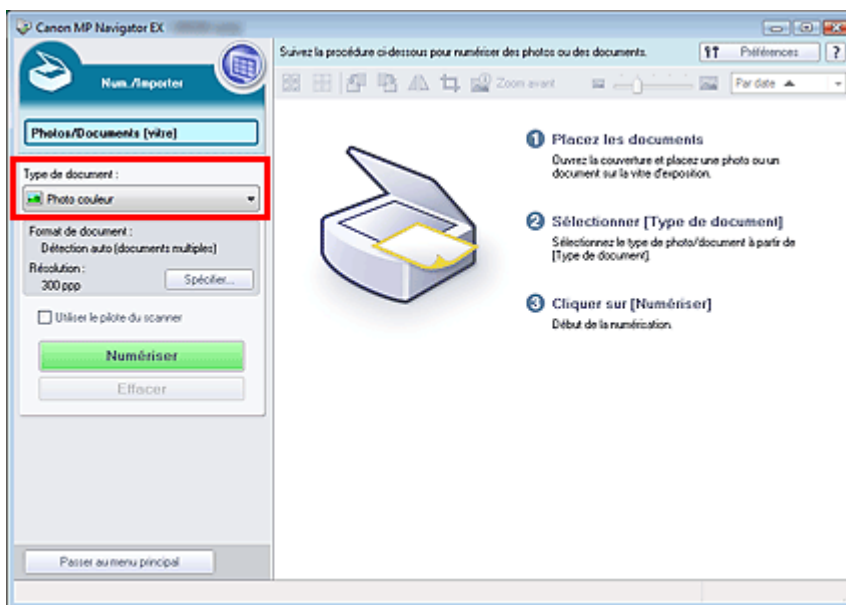 Canon MP Navigator EX
Num./Importer
Photos/Documents (vitre)
Type de document :
Photo couleur
Format de document :
Détection auto (documents multiples)
Résolution :
300 ppp
Spécifier...
Utiliser le pilote du scanner
Numériser
Effacer
Passer au menu principal
Suivez la procédure ci-dessous pour numériser des photos ou des documents.
Préférences
?
Zoom avant
Par date
1 Placez les documents
Ouvrez la couverture et placez une photo ou un
document sur la vitre d'exposition.
2 Sélectionner [Type de document]
Sélectionnez le type de photo/document à partir de
[Type de document].
3 Cliquer sur [Numériser]
Début de la numérisation.